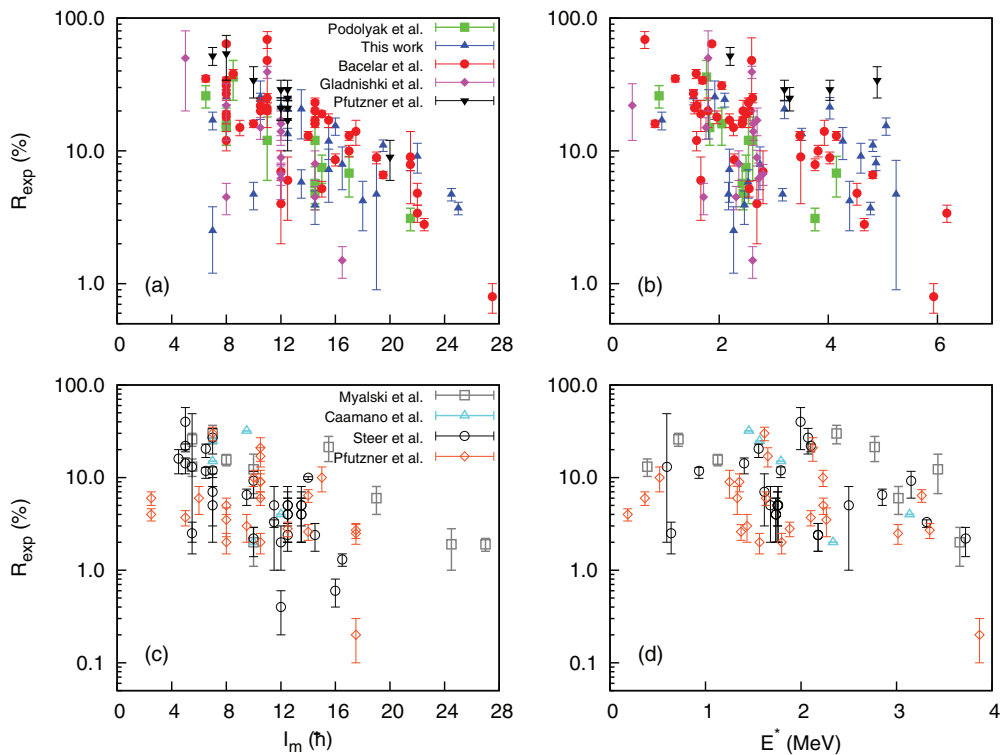 100.0
10.0
1.0
R_exp (%)
Podolyak et al.
This work
Bacelar et al.
Gladnishki et al.
Pfutzner et al.
(a)
0 4 8 12 16 20 24 28
100.0
10.0
1.0
(b)
0 2 4 6
100.0
10.0
1.0
0.1
R_exp (%)
Myalski et al.
Caamano et al.
Steer et al.
Pfutzner et al.
(c)
0 4 8 12 16 20 24 28
I_m (ħ)
100.0
10.0
1.0
0.1
(d)
0 1 2 3 4
E* (MeV)